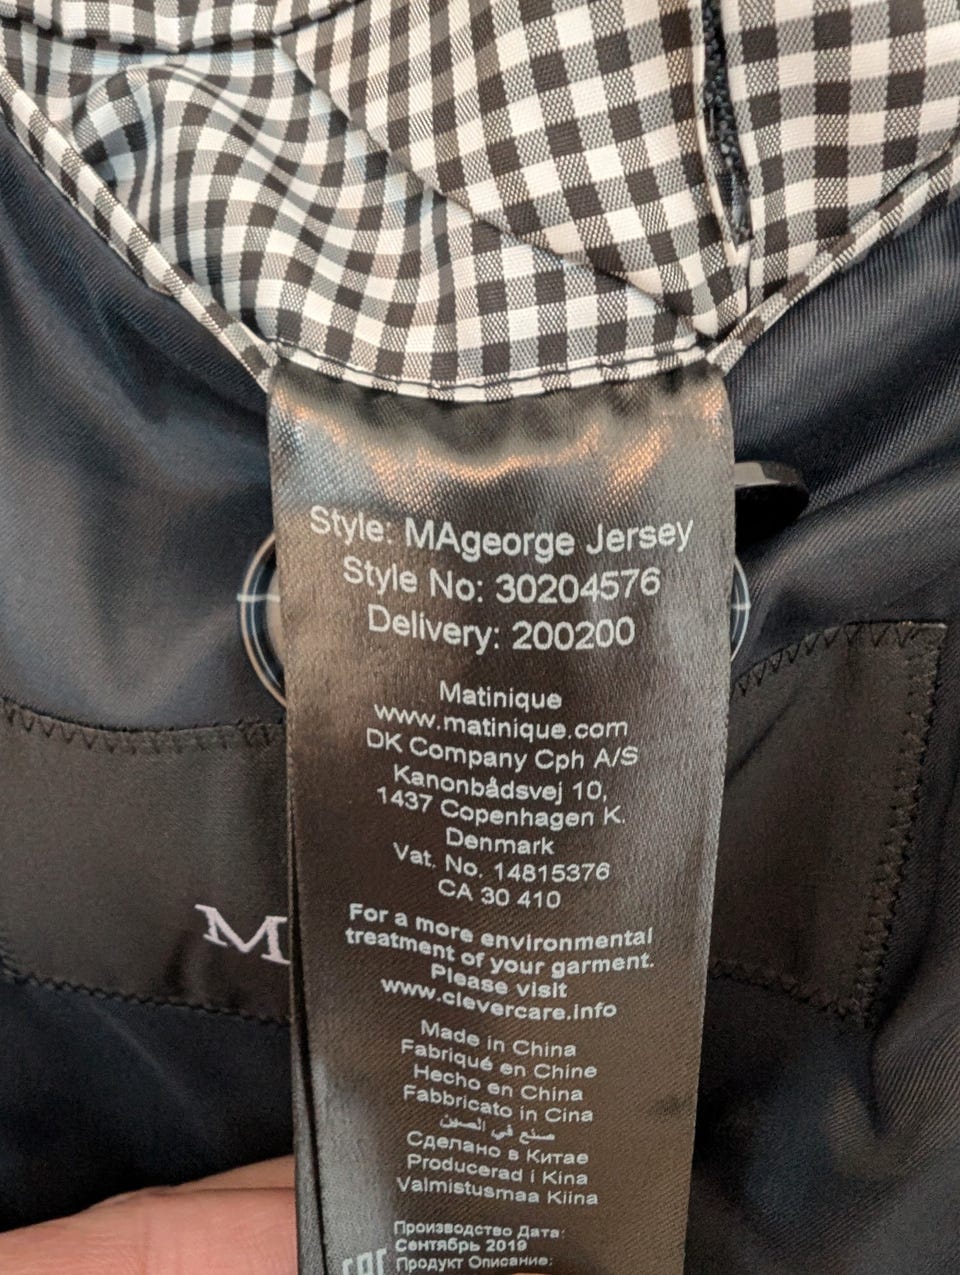 Style: MAgeorge Jersey
Style No: 30204576
Delivery: 200200
Matinique
www.matinique.com
DK Company Cph A/S
Kanonbådsvej 10,
1437 Copenhagen K.
Denmark
Vat. No. 14815376
CA 30 410
For a more environmental
treatment of your garment.
Please visit
www.clevercare.info
Made in China
Fabriqué en Chine
Hecho en China
Fabbricato in Cina
صنع في الصين
Сделано в Китае
Producerad i Kina
Valmistusmaa Kiina
Производство Дата:
Сентябрь 2019
Продукт Описание:
M